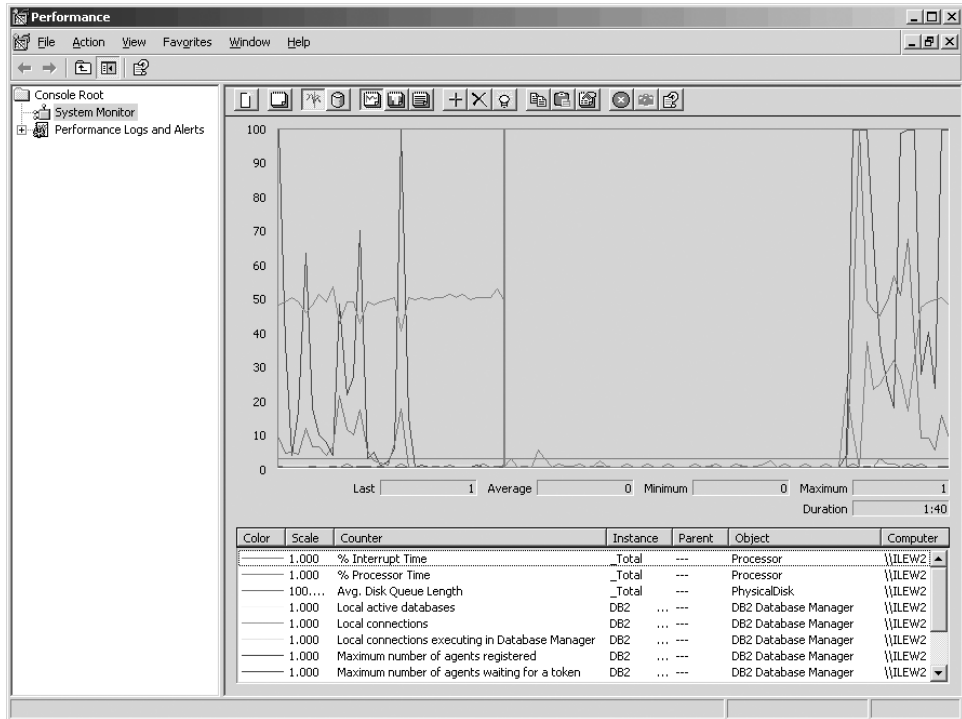 Performance
File Action View Favorites Window Help
Console Root
System Monitor
Performance Logs and Alerts
100
90
80
70
60
50
40
30
20
10
0
Last 1 Average 0 Minimum 0 Maximum 1
Duration 1:40
Color Scale Counter Instance Parent Object Computer
1.000 % Interrupt Time _Total --- Processor \\ILEW2
1.000 % Processor Time _Total --- Processor \\ILEW2
100.... Avg. Disk Queue Length _Total --- PhysicalDisk \\ILEW2
1.000 Local active databases DB2 ... --- DB2 Database Manager \\ILEW2
1.000 Local connections DB2 ... --- DB2 Database Manager \\ILEW2
1.000 Local connections executing in Database Manager DB2 ... --- DB2 Database Manager \\ILEW2
1.000 Maximum number of agents registered DB2 ... --- DB2 Database Manager \\ILEW2
1.000 Maximum number of agents waiting for a token DB2 ... --- DB2 Database Manager \\ILEW2